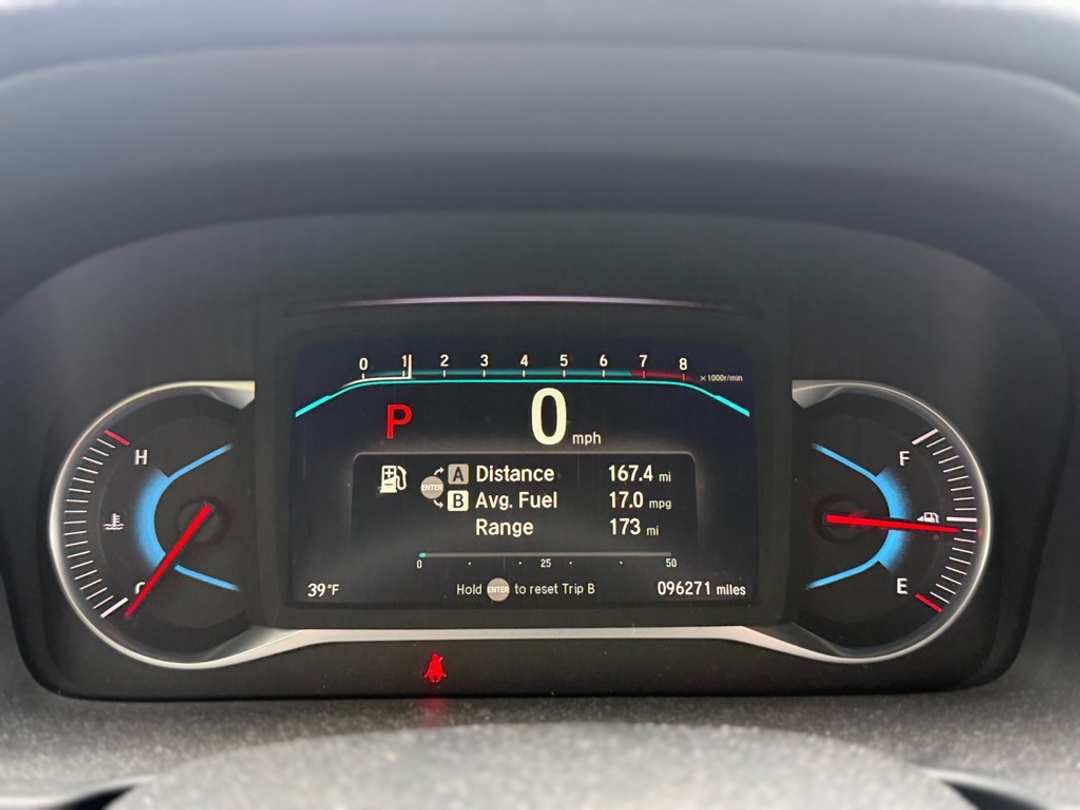 0 1 2 3 4 5 6 7 8 ×1000r/min
P 0 mph
H
F
ENTER A Distance 167.4 mi
B Avg. Fuel 17.0 mpg
Range 173 mi
0 25 50
C
E
39°F Hold ENTER to reset Trip B 096271 miles